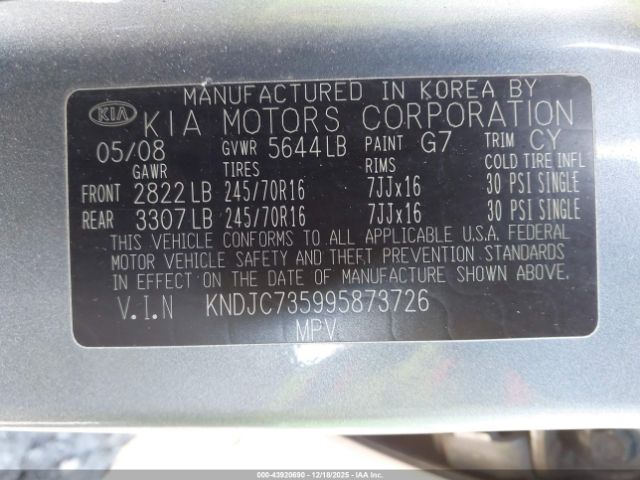 MANUFACTURED IN KOREA BY
KIA KIA MOTORS CORPORATION
05/08 GVWR 5644LB PAINT G7 TRIM CY
GAWR TIRES RIMS COLD TIRE INFL
FRONT 2822LB 245/70R16 7JJx16 30 PSI SINGLE
REAR 3307LB 245/70R16 7JJx16 30 PSI SINGLE
THIS VEHICLE CONFORMS TO ALL APPLICABLE U.S.A. FEDERAL
MOTOR VEHICLE SAFETY AND THEFT PREVENTION STANDARDS
IN EFFECT ON THE DATE OF MANUFACTURE SHOWN ABOVE.
V.I.N KNDJC735995873726
MPV
000-43920690 - 12/18/2025 - COPART.COM